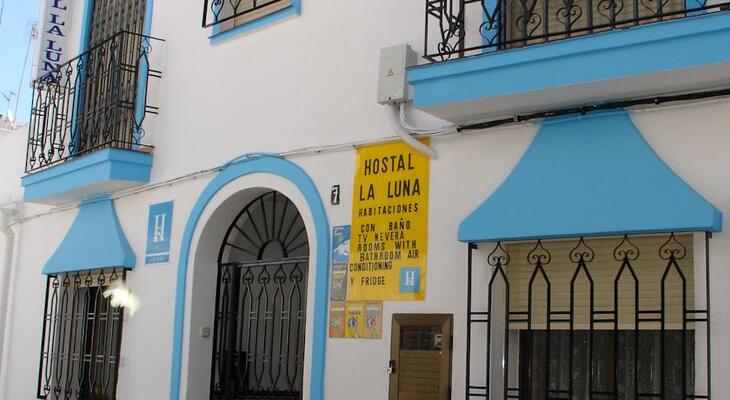 L LA LUNA
H
7
HOSTAL
LA LUNA
HABITACIONES
CON BAÑO
TV NEVERA
ROOMS WITH
BATHROOM AIR
CONDITIONING
Y FRIDGE
H